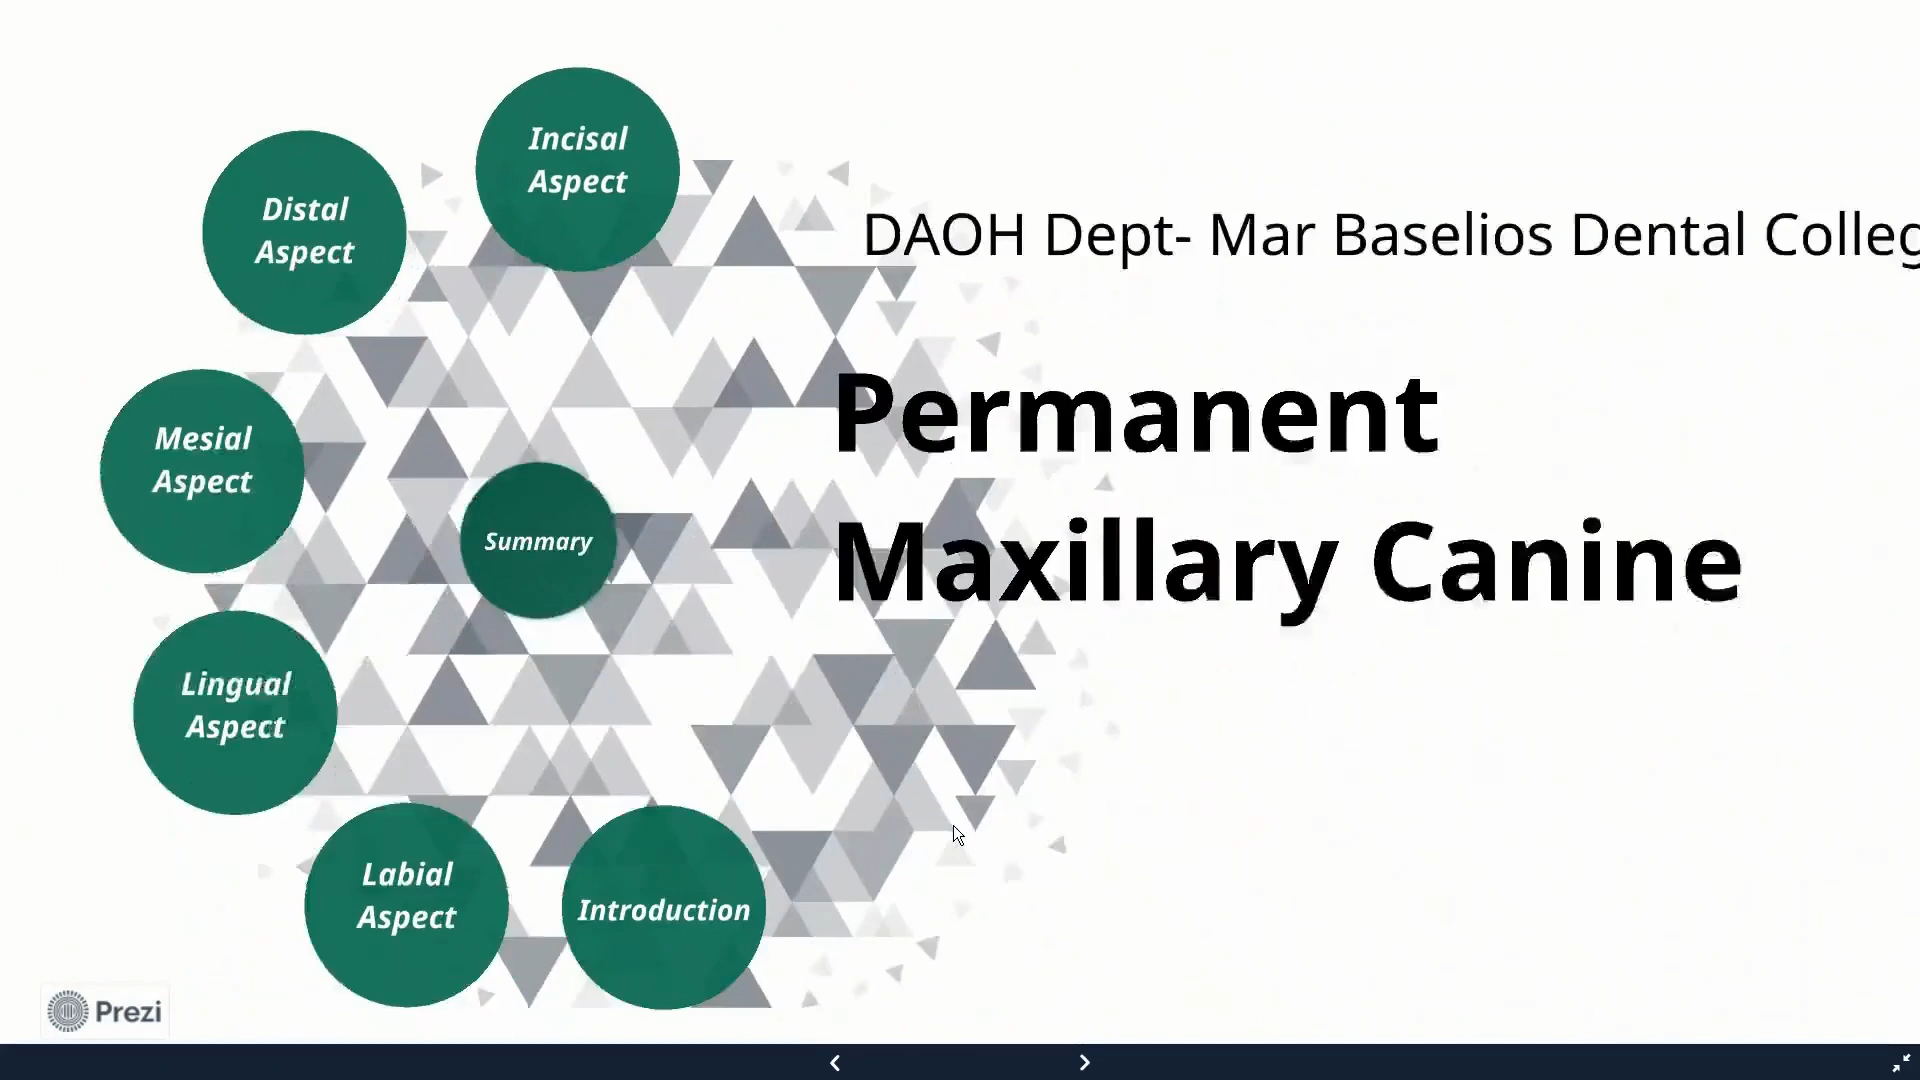 Incisal
Aspect
Distal
Aspect
DAOH Dept- Mar Baselios Dental Colleg
Permanent
Maxillary Canine
Mesial
Aspect
Summary
Lingual
Aspect
Labial
Aspect
Introduction
Prezi